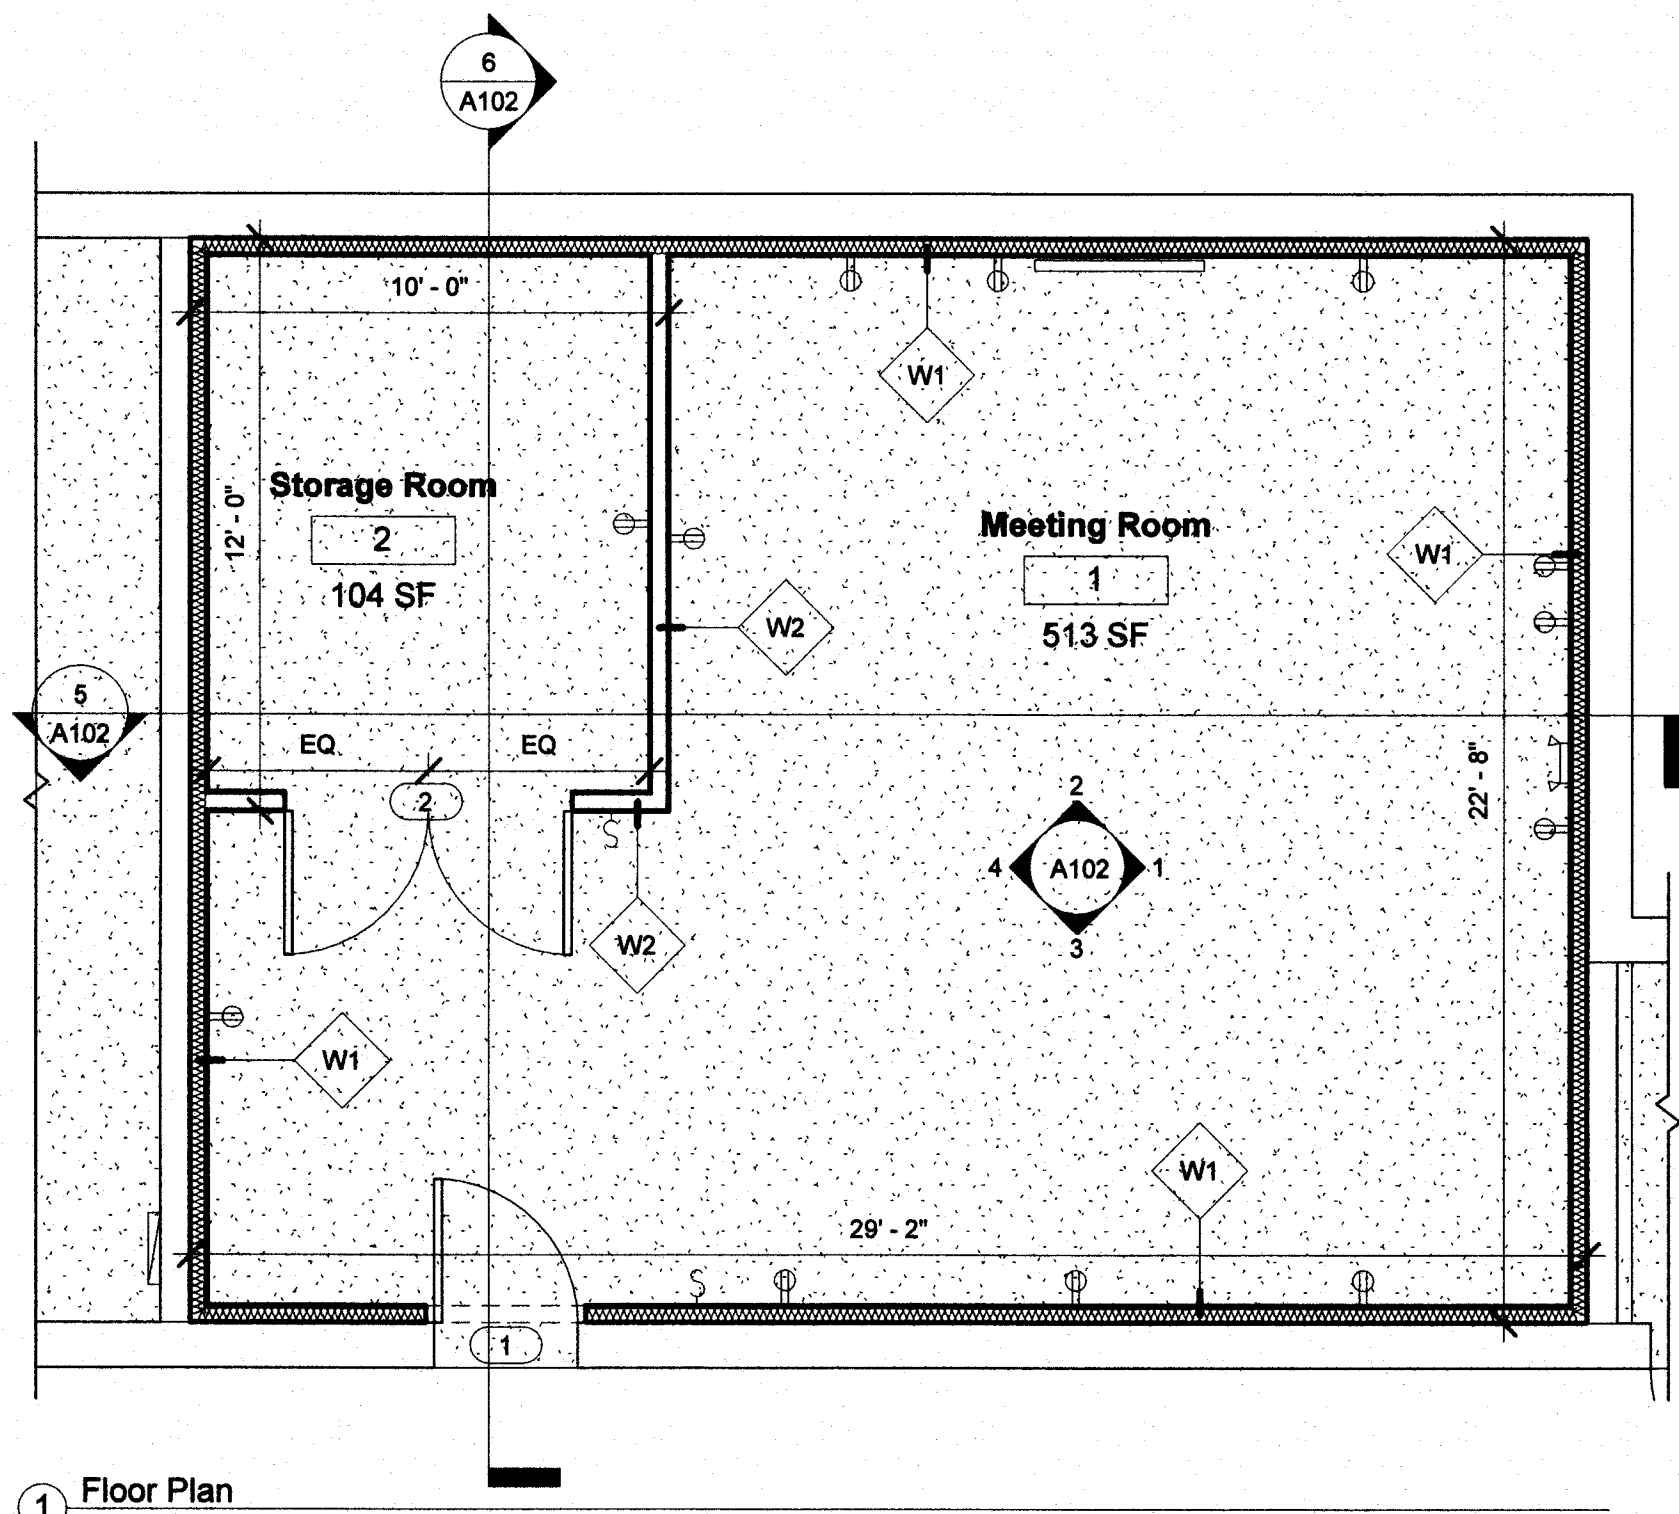 6
A102
10' - 0"
W1
Storage Room
2
104 SF
12' - 0"
Meeting Room
1
513 SF
W1
W2
5
A102
EQ
EQ
2
S
22' - 8"
2
4
A102
1
3
W2
W1
W1
29' - 2"
S
1
1
Floor Plan